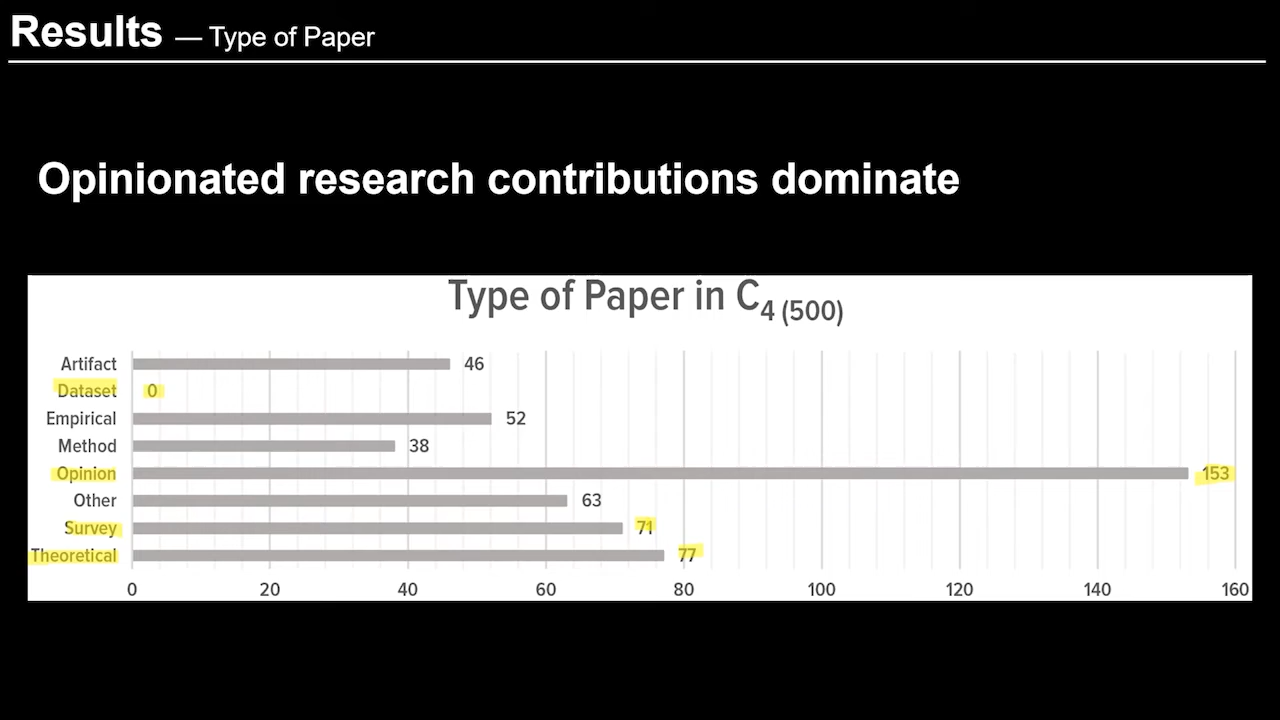 Results — Type of Paper
Opinionated research contributions dominate
Type of Paper in C4 (500)
Artifact 46
Dataset 0
Empirical 52
Method 38
Opinion 153
Other 63
Survey 71
Theoretical 77
0 20 40 60 80 100 120 140 160